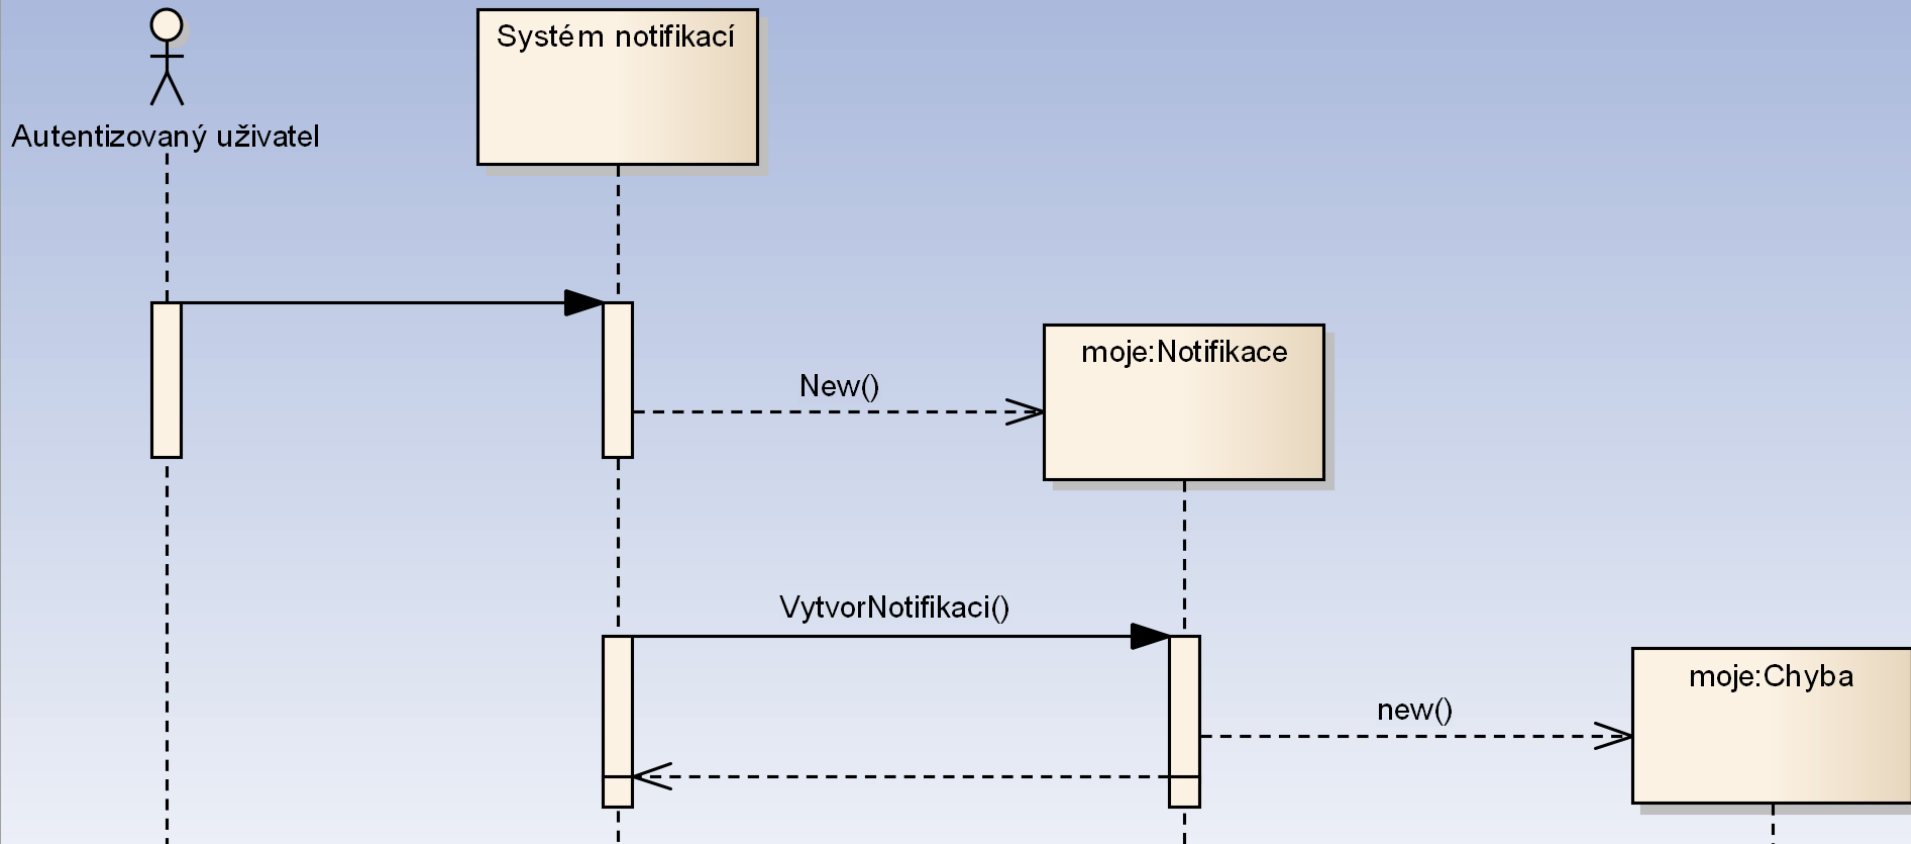 Systém notifikací
Autentizovaný uživatel
moje:Notifikace
New()
VytvorNotifikaci()
moje:Chyba
new()